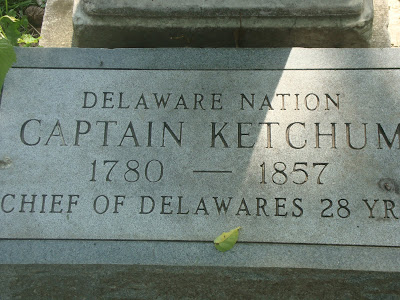 DELAWARE NATION
CAPTAIN KETCHUM
1780 — 1857
CHIEF OF DELAWARES 28 YR